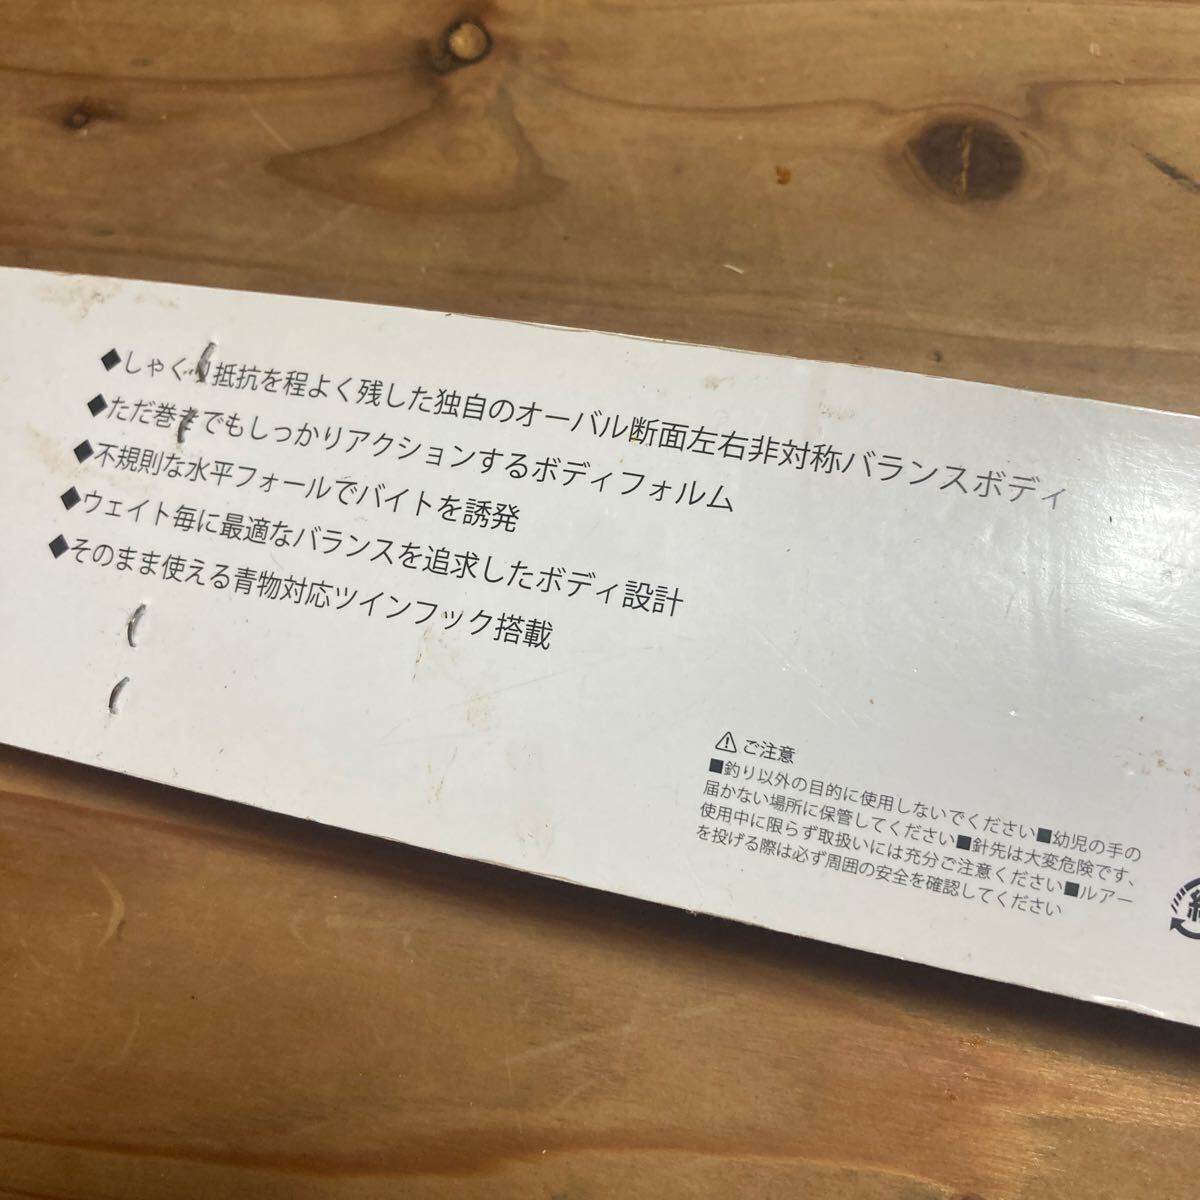 ◆しゃくり抵抗を程よく残した独自のオーバル断面左右非対称バランスボディ
◆ただ巻きでもしっかりアクションするボディフォルム
◆不規則な水平フォールでバイトを誘発
◆ウェイト毎に最適なバランスを追求したボディ設計
◆そのまま使える青物対応ツインフック搭載
⚠ ご注意
■釣り以外の目的に使用しないでください■幼児の手の
届かない場所に保管してください■針先は大変危険です、
使用中に限らず取扱いには充分ご注意ください■ルアー
を投げる際は必ず周囲の安全を確認してください